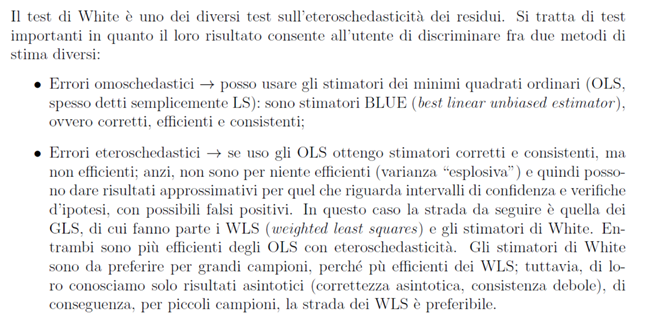 Il test di White è uno dei diversi test sull'eteroschedasticità dei residui. Si tratta di test
importanti in quanto il loro risultato consente all'utente di discriminare fra due metodi di
stima diversi:
• Errori omoschedastici → posso usare gli stimatori dei minimi quadrati ordinari (OLS,
spesso detti semplicemente LS): sono stimatori BLUE (best linear unbiased estimator),
ovvero corretti, efficienti e consistenti;
• Errori eteroschedastici → se uso gli OLS ottengo stimatori corretti e consistenti, ma
non efficienti; anzi, non sono per niente efficienti (varianza “esplosiva”) e quindi posso-
no dare risultati approssimativi per quel che riguarda intervalli di confidenza e verifiche
d'ipotesi, con possibili falsi positivi. In questo caso la strada da seguire è quella dei
GLS, di cui fanno parte i WLS (weighted least squares) e gli stimatori di White. En-
trambi sono più efficienti degli OLS con eteroschedasticità. Gli stimatori di White
sono da preferire per grandi campioni, perché pù efficienti dei WLS; tuttavia, di lo-
ro conosciamo solo risultati asintotici (correttezza asintotica, consistenza debole), di
conseguenza, per piccoli campioni, la strada dei WLS è preferibile.